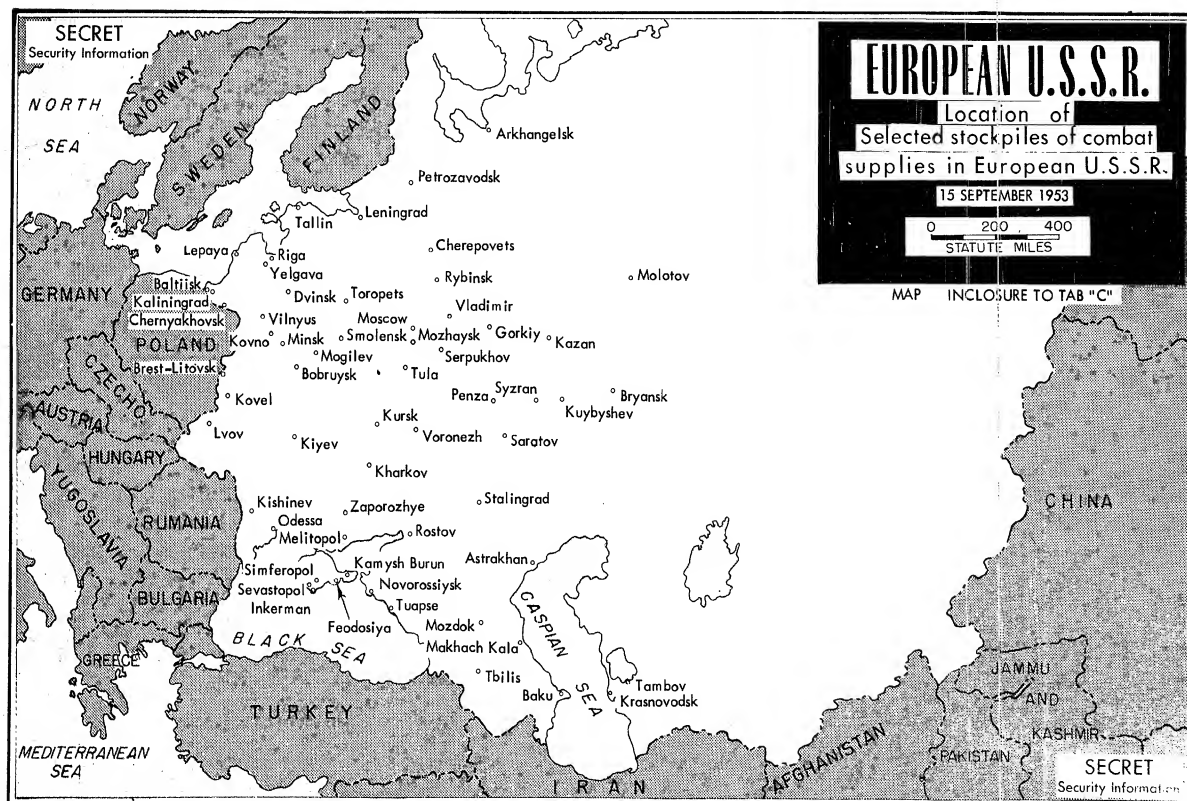 SECRET
Security Information
EUROPEAN U.S.S.R.
Location of
Selected stockpiles of combat
supplies in European U.S.S.R.
15 SEPTEMBER 1953
0 200 400
STATUTE MILES
MAP INCLOSURE TO TAB "C"
NORTH
SEA
NORWAY
SWEDEN
FINLAND
Arkhangelsk
Petrozavodsk
Leningrad
Tallin
Lepaya
Riga
Yelgava
Cherepovets
Rybinsk
Molotov
GERMANY
Baltiisk
Kaliningrad
Chernyakhovsk
Dvinsk
Toropets
Vladimir
Moscow
Vilnyus
POLAND
Kovno
Minsk
Smolensk
Mozhaysk
Gorkiy
Kazan
Mogilev
Serpukhov
Brest-Litovsk
Bobruysk
Tula
CZECHO
Penza
Syzran
Bryansk
Kuybyshev
Kovel
AUSTRIA
Lvov
Kursk
Kiyev
Voronezh
Saratov
HUNGARY
Kharkov
YUGOSLAVIA
Kishinev
Zaporozhye
Stalingrad
CHINA
RUMANIA
Odessa
Melitopol
Rostov
Astrakhan
Simferopol
Kamysh Burun
Sevastopol
Novorossiysk
Inkerman
BULGARIA
Tuapse
Feodosiya
Mozdok
CASPIAN
SEA
BLACK
SEA
Makhach Kala
GREECE
Tbilis
Tambov
Baku
Krasnovodsk
JAMMU
AND
KASHMIR
TURKEY
MEDITERRANEAN
SEA
IRAN
AFGHANISTAN
PAKISTAN
SECRET
Security Information